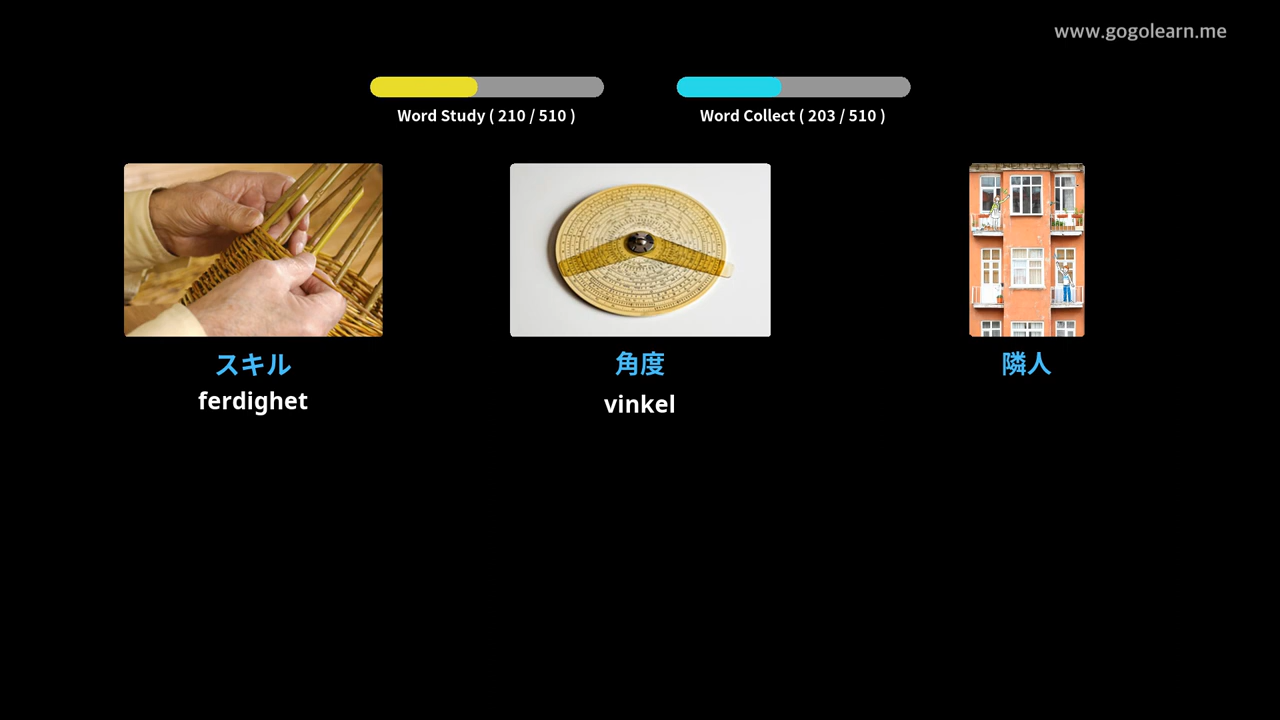 www.gogolearn.me
Word Study ( 210 / 510 )
Word Collect ( 203 / 510 )
スキル
ferdighet
角度
vinkel
隣人